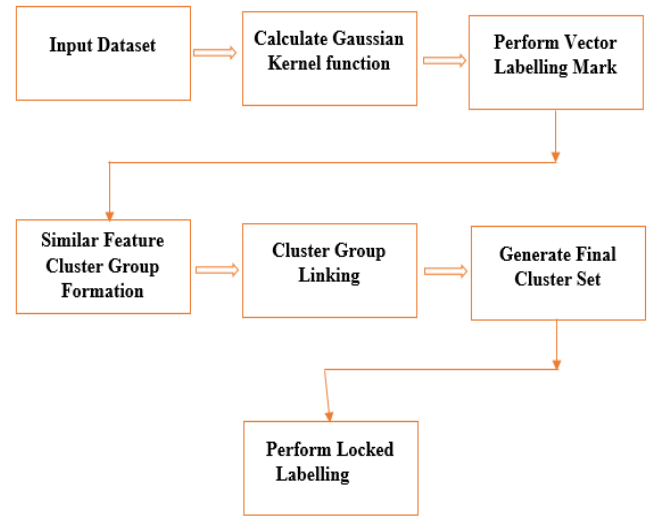 Input Dataset
Calculate Gaussian
Kernel function
Perform Vector
Labelling Mark
Similar Feature
Cluster Group
Formation
Cluster Group
Linking
Generate Final
Cluster Set
Perform Locked
Labelling